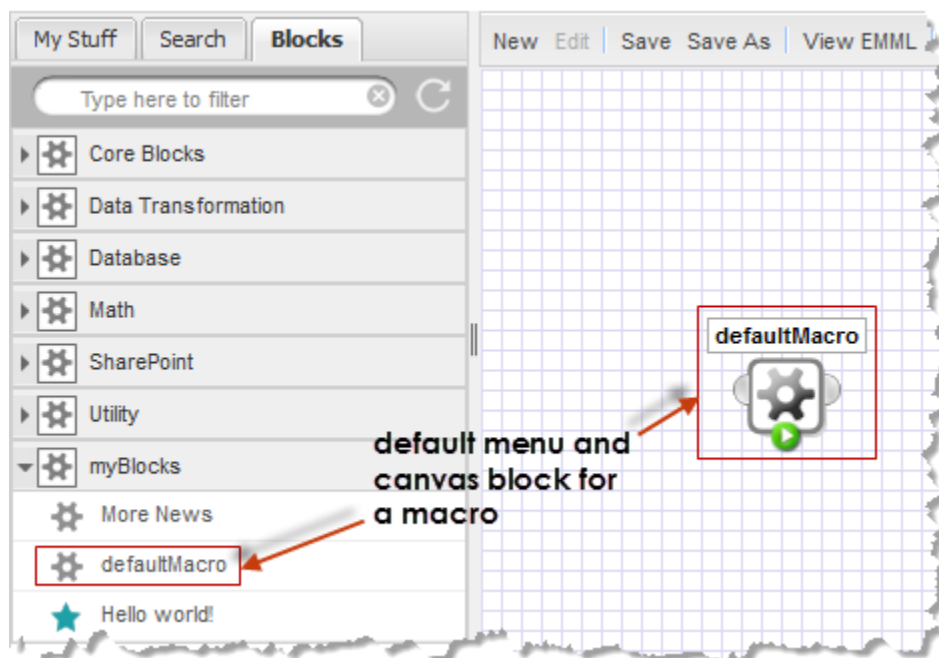 My Stuff Search Blocks
New Edit Save Save As View EMML
Type here to filter
Core Blocks
Data Transformation
Database
Math
SharePoint
Utility
myBlocks
More News
defaultMacro
Hello world!
defaultMacro
default menu and
canvas block for
a macro